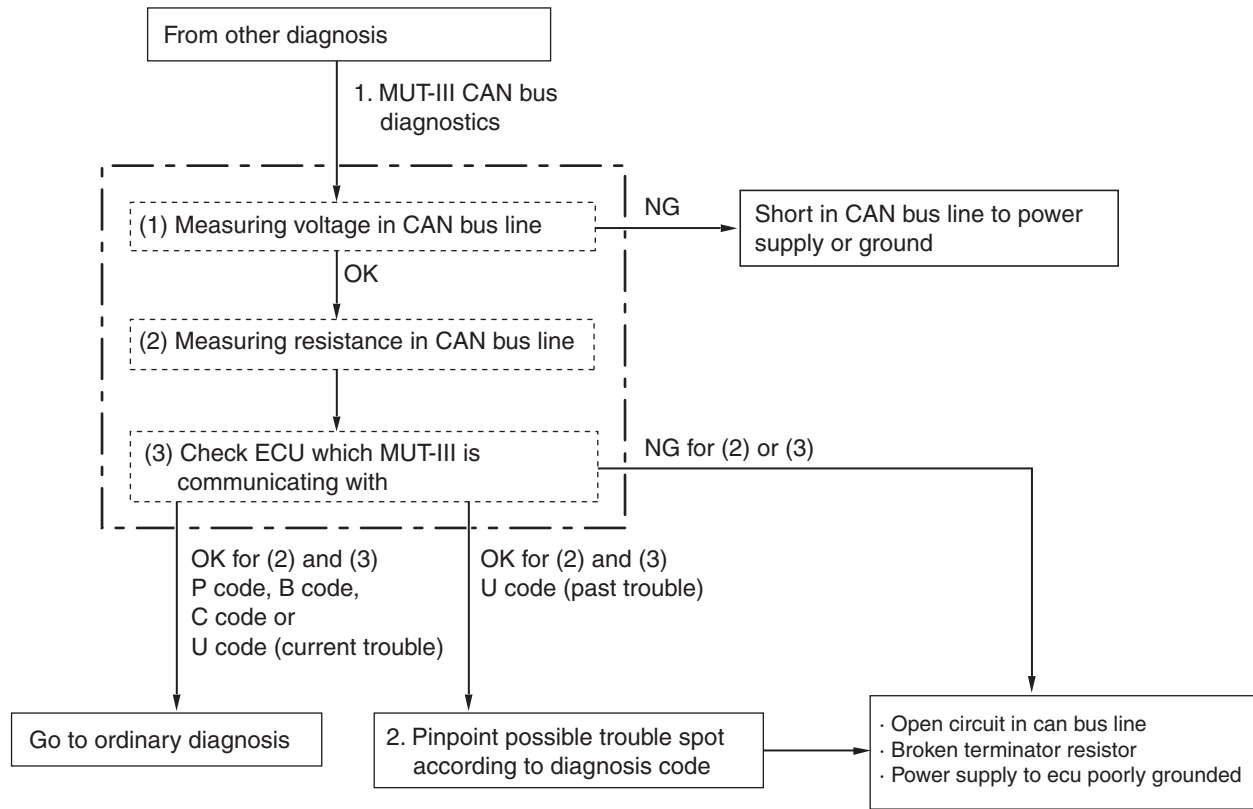 From other diagnosis
1. MUT-III CAN bus
diagnostics
(1) Measuring voltage in CAN bus line
NG
Short in CAN bus line to power
supply or ground
OK
(2) Measuring resistance in CAN bus line
(3) Check ECU which MUT-III is
communicating with
NG for (2) or (3)
OK for (2) and (3)
P code, B code,
C code or
U code (current trouble)
OK for (2) and (3)
U code (past trouble)
Go to ordinary diagnosis
2. Pinpoint possible trouble spot
according to diagnosis code
· Open circuit in can bus line
· Broken terminator resistor
· Power supply to ecu poorly grounded